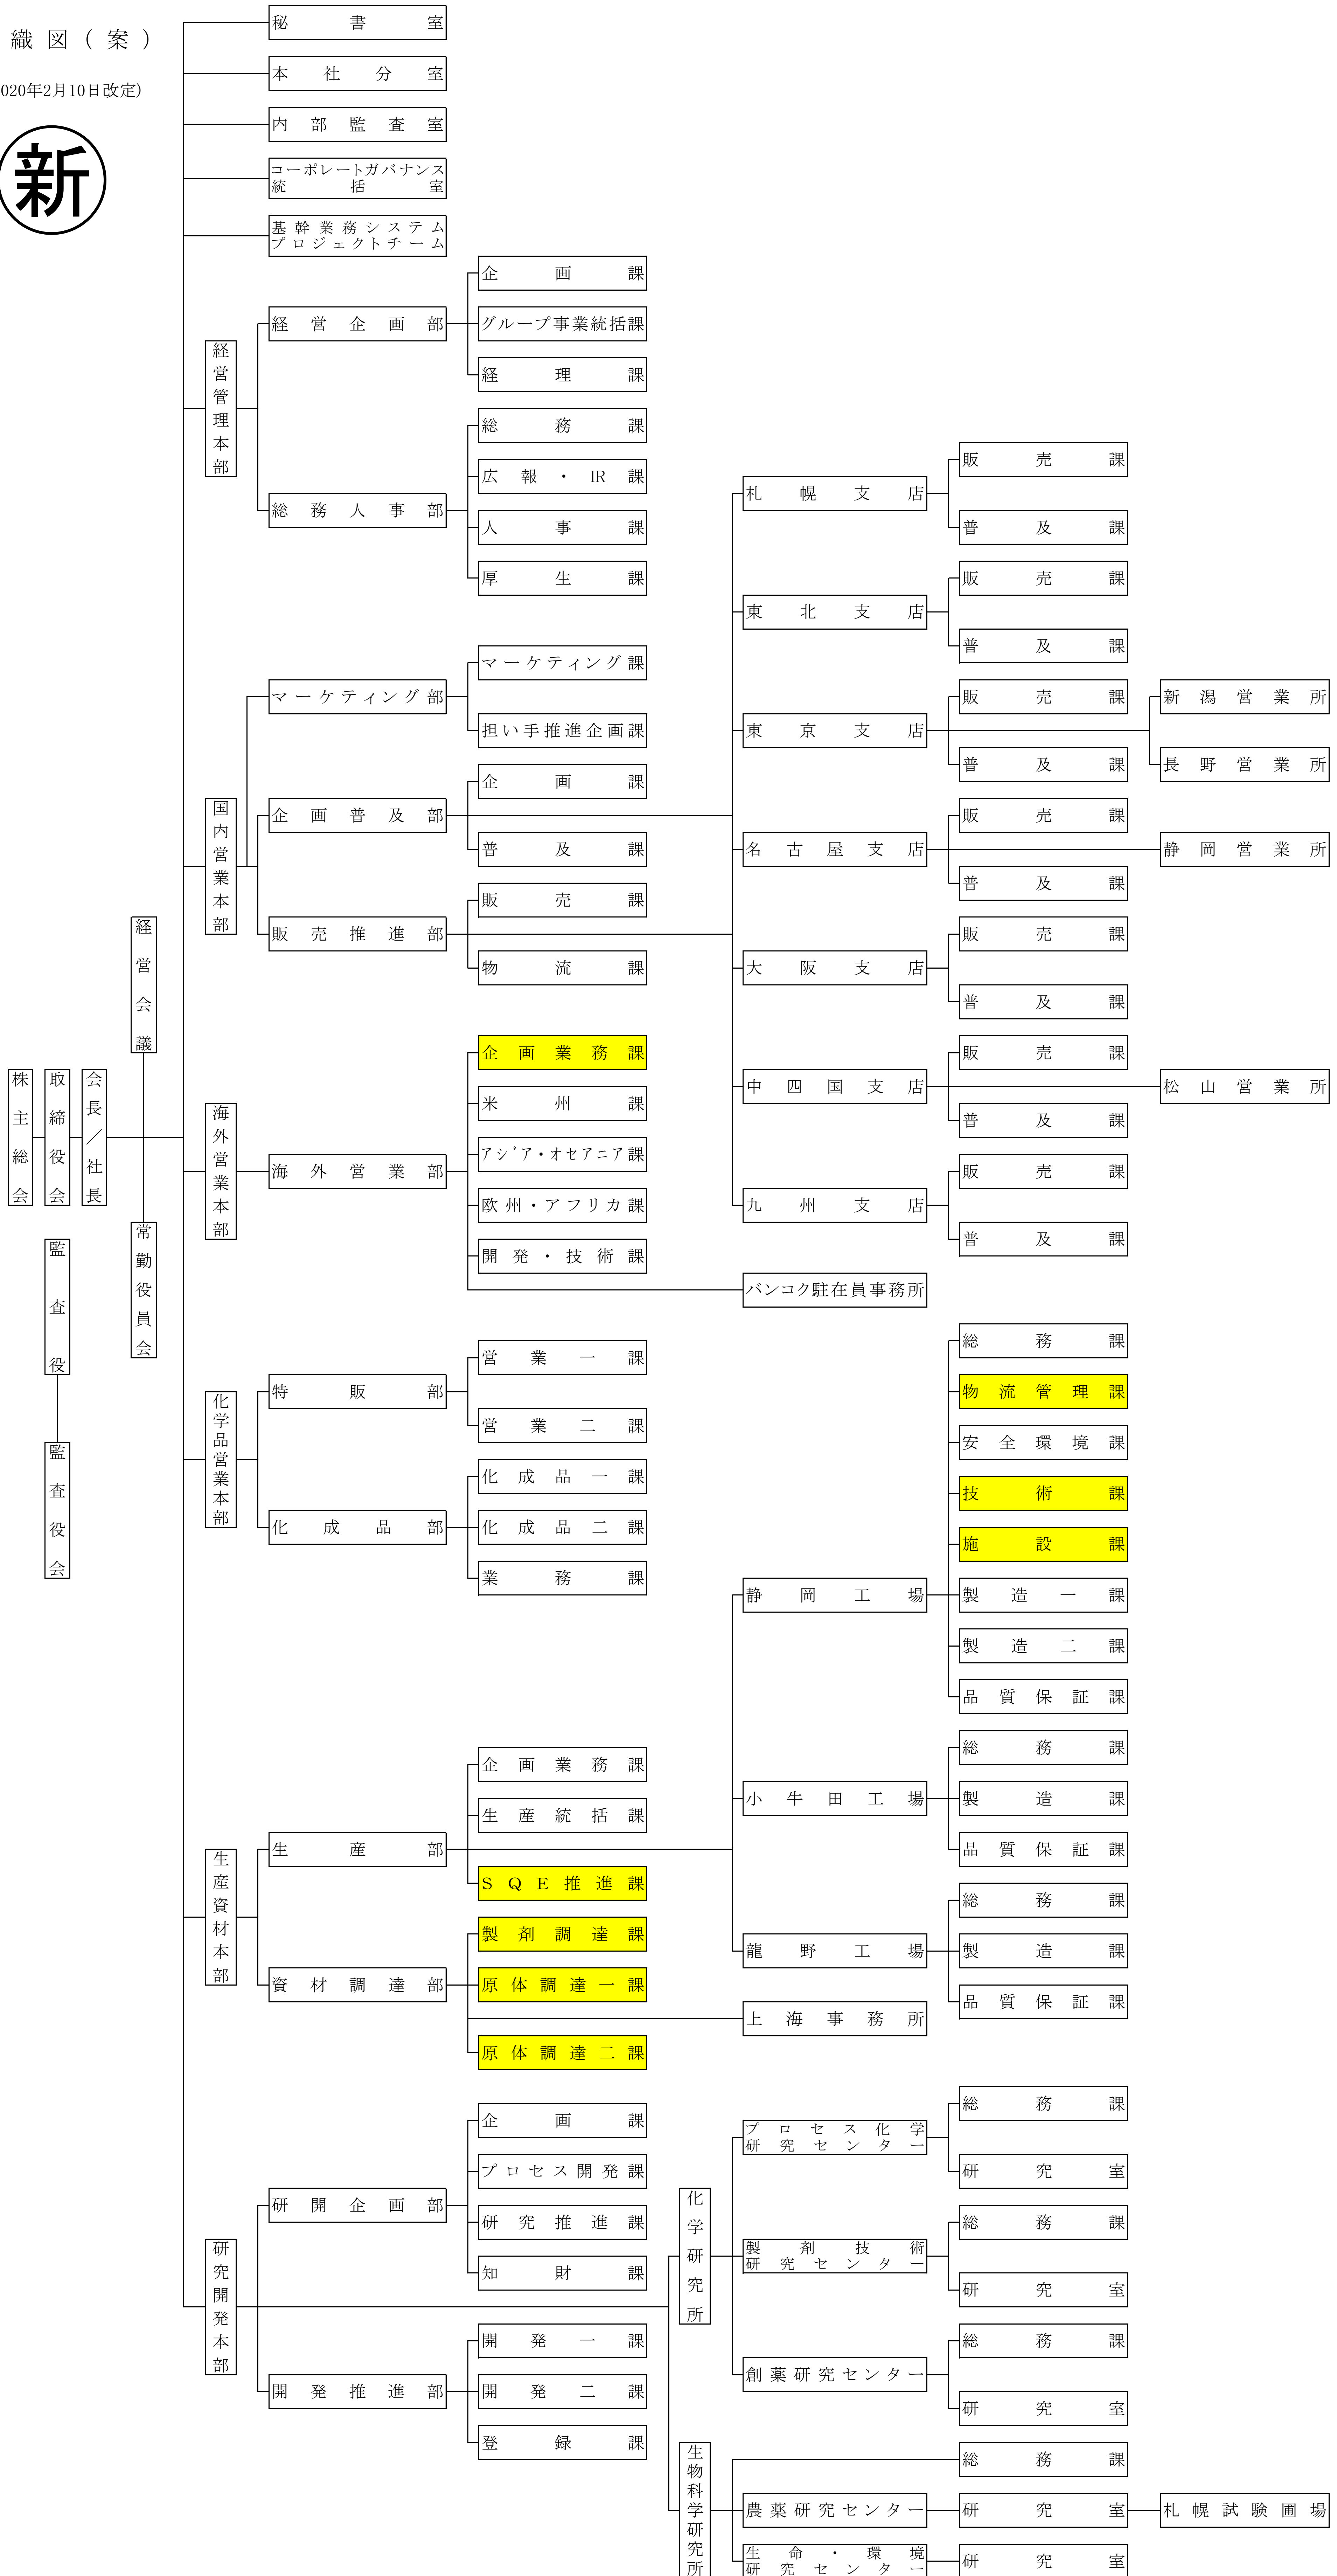 織図(案)
020年2月10日改定)
新
秘書室
本社分室
内部監査室
コーポレートガバナンス
統括室
基幹業務システム
プロジェクトチーム
株主総会
取締役会
会長／社長
監査役
監査役会
経営会議
常勤役員会
経営管理本部
経営企画部
企画課
グループ事業統括課
経理課
総務人事部
総務課
広報・IR課
人事課
厚生課
国内営業本部
マーケティング部
マーケティング課
担い手推進企画課
企画普及部
企画課
普及課
販売推進部
販売課
物流課
札幌支店
販売課
普及課
東北支店
販売課
普及課
東京支店
販売課
普及課
新潟営業所
長野営業所
名古屋支店
販売課
普及課
静岡営業所
大阪支店
販売課
普及課
中四国支店
販売課
普及課
松山営業所
九州支店
販売課
普及課
海外営業本部
海外営業部
企画業務課
米州課
アジア・オセアニア課
欧州・アフリカ課
開発・技術課
バンコク駐在員事務所
化学品営業本部
特販部
営業一課
営業二課
化成品部
化成品一課
化成品二課
業務課
生産資材本部
生産部
企画業務課
生産統括課
SQE推進課
静岡工場
総務課
物流管理課
安全環境課
技術課
施設課
製造一課
製造二課
品質保証課
小牛田工場
総務課
製造課
品質保証課
龍野工場
総務課
製造課
品質保証課
資材調達部
製剤調達課
原体調達一課
原体調達二課
上海事務所
研究開発本部
研開企画部
企画課
プロセス開発課
研究推進課
知財課
開発推進部
開発一課
開発二課
登録課
化学研究所
プロセス化学
研究センター
総務課
研究室
製剤技術
研究センター
総務課
研究室
創薬研究センター
総務課
研究室
生物科学研究所
総務課
農薬研究センター
研究室
札幌試験圃場
生命・環境
研究センター
研究室